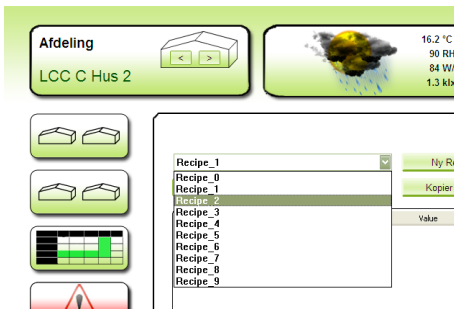 Afdeling
LCC C Hus 2
< >
16.2 °C
90 RH
84 W/
1.3 klx
Recipe_1
Ny Re
Kopier
Value
Recipe_0
Recipe_1
Recipe_2
Recipe_3
Recipe_4
Recipe_5
Recipe_6
Recipe_7
Recipe_8
Recipe_9